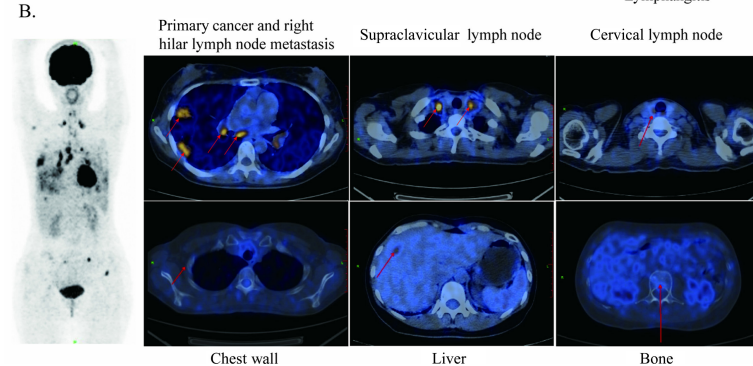 B.
Primary cancer and right
hilar lymph node metastasis
Supraclavicular lymph node
Cervical lymph node
Chest wall
Liver
Bone